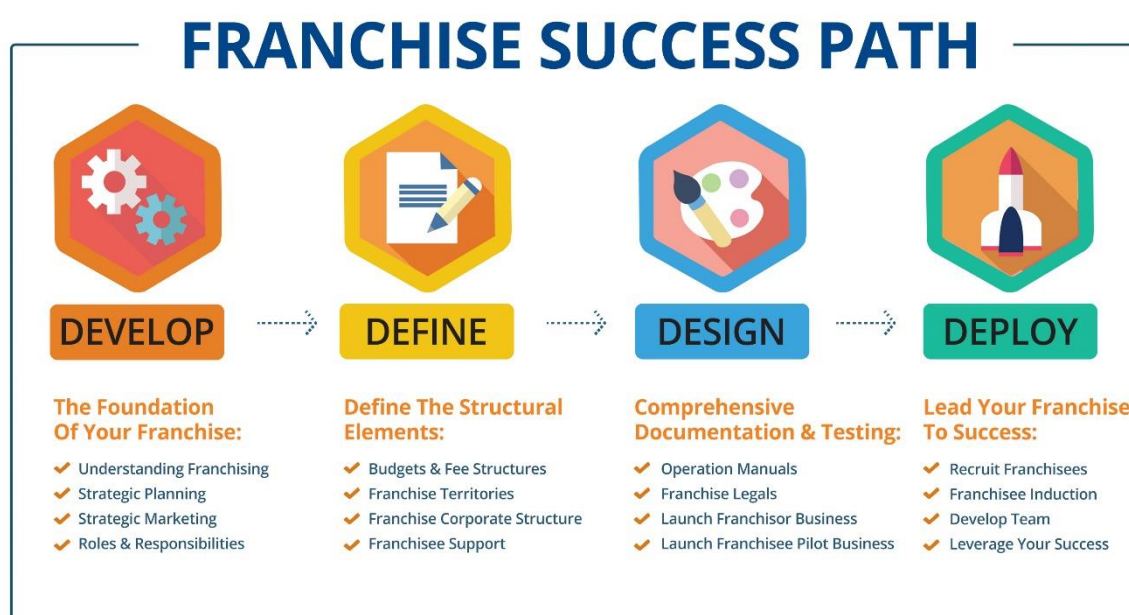 FRANCHISE SUCCESS PATH
DEVELOP
DEFINE
DESIGN
DEPLOY
The Foundation
Of Your Franchise:
Understanding Franchising
Strategic Planning
Strategic Marketing
Roles & Responsibilities
Define The Structural
Elements:
Budgets & Fee Structures
Franchise Territories
Franchise Corporate Structure
Franchisee Support
Comprehensive
Documentation & Testing:
Operation Manuals
Franchise Legals
Launch Franchisor Business
Launch Franchisee Pilot Business
Lead Your Franchise
To Success:
Recruit Franchisees
Franchisee Induction
Develop Team
Leverage Your Success